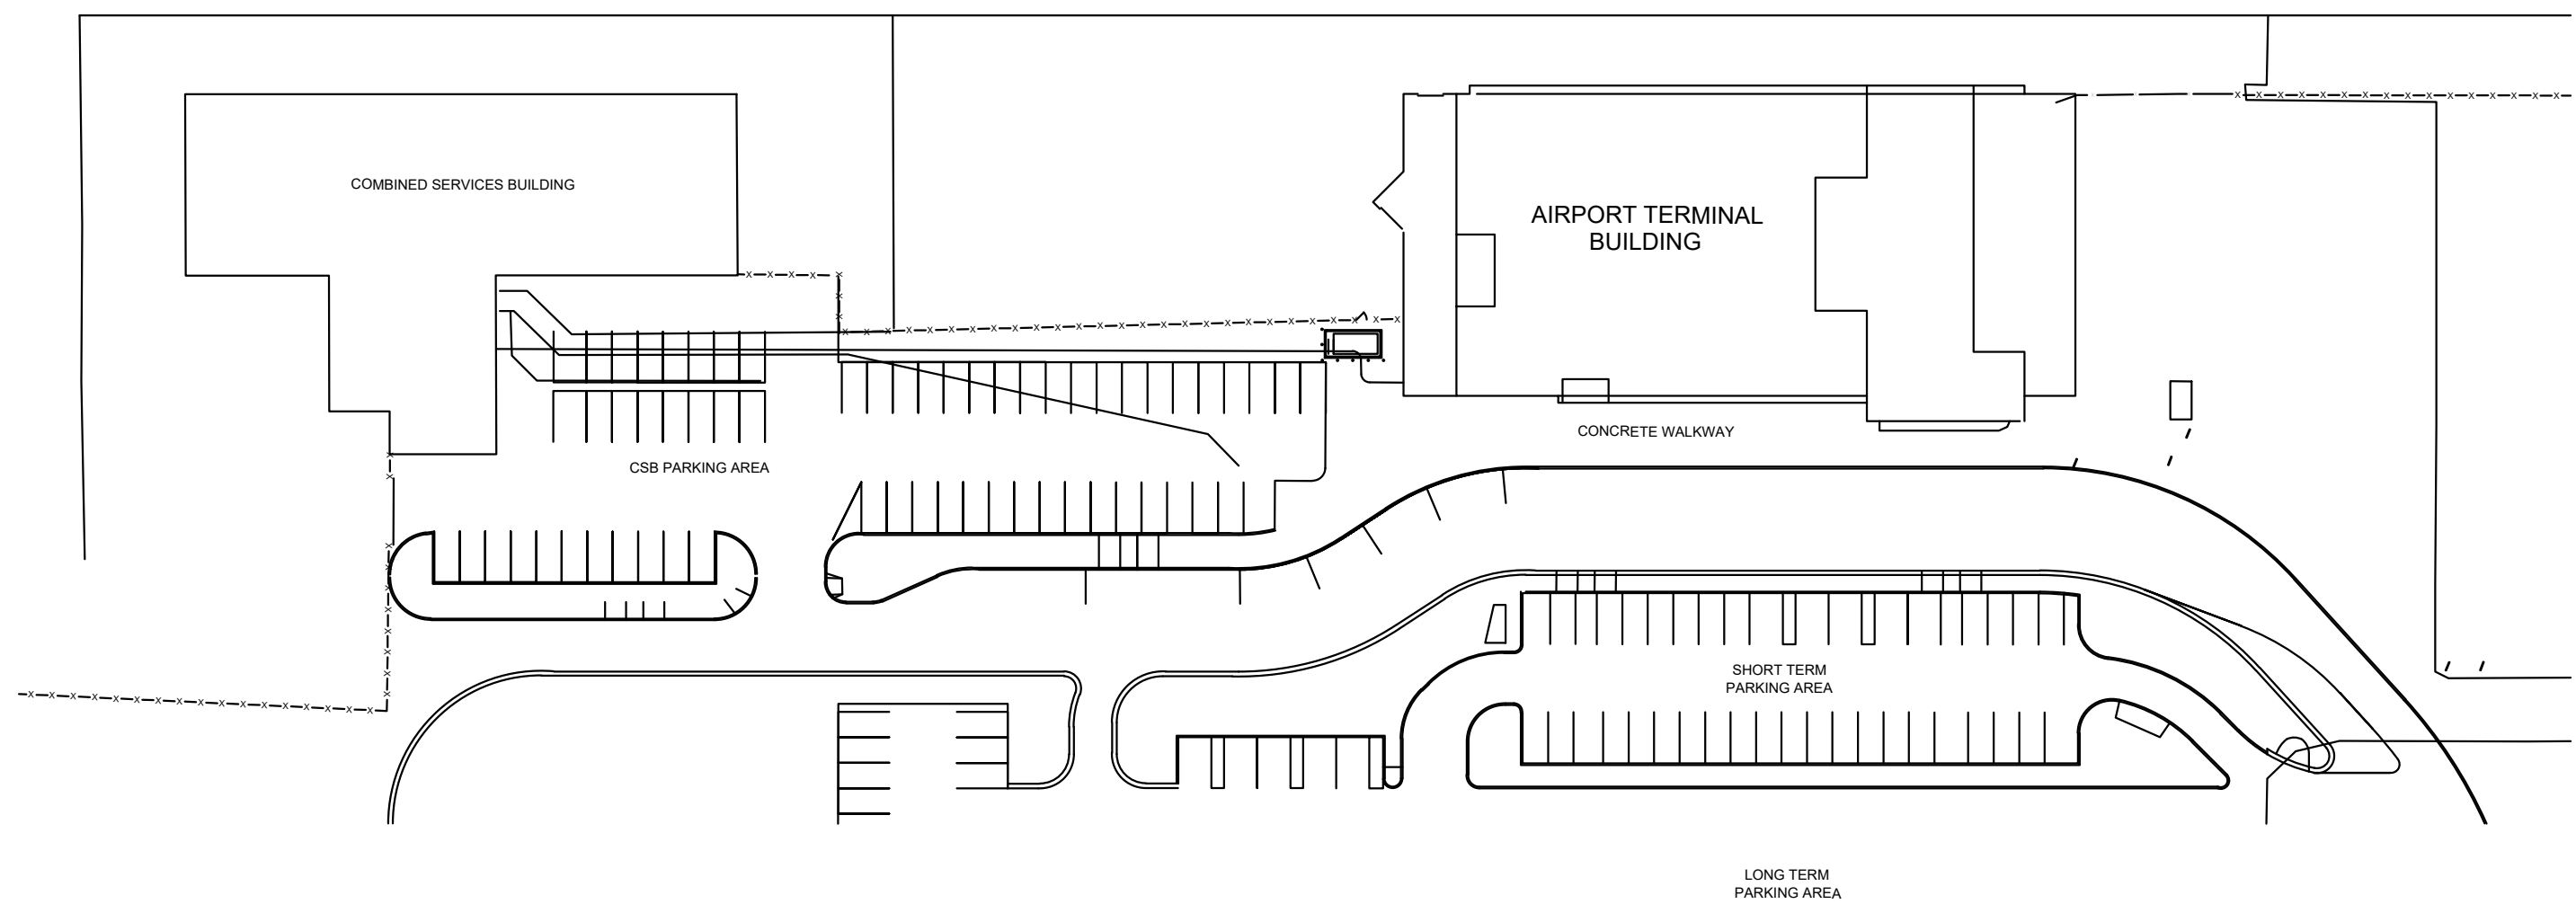 COMBINED SERVICES BUILDING
AIRPORT TERMINAL
BUILDING
CONCRETE WALKWAY
CSB PARKING AREA
SHORT TERM
PARKING AREA
LONG TERM
PARKING AREA